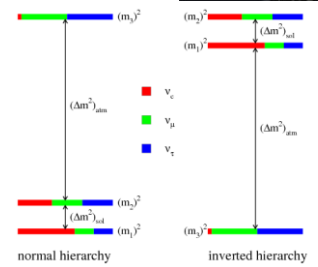 (m₃)²
(Δm²)atm
(m₂)²
(Δm²)sol
(m₁)²
normal hierarchy
νe
νμ
ντ
(m₂)²
(Δm²)sol
(m₁)²
(Δm²)atm
(m₃)²
inverted hierarchy